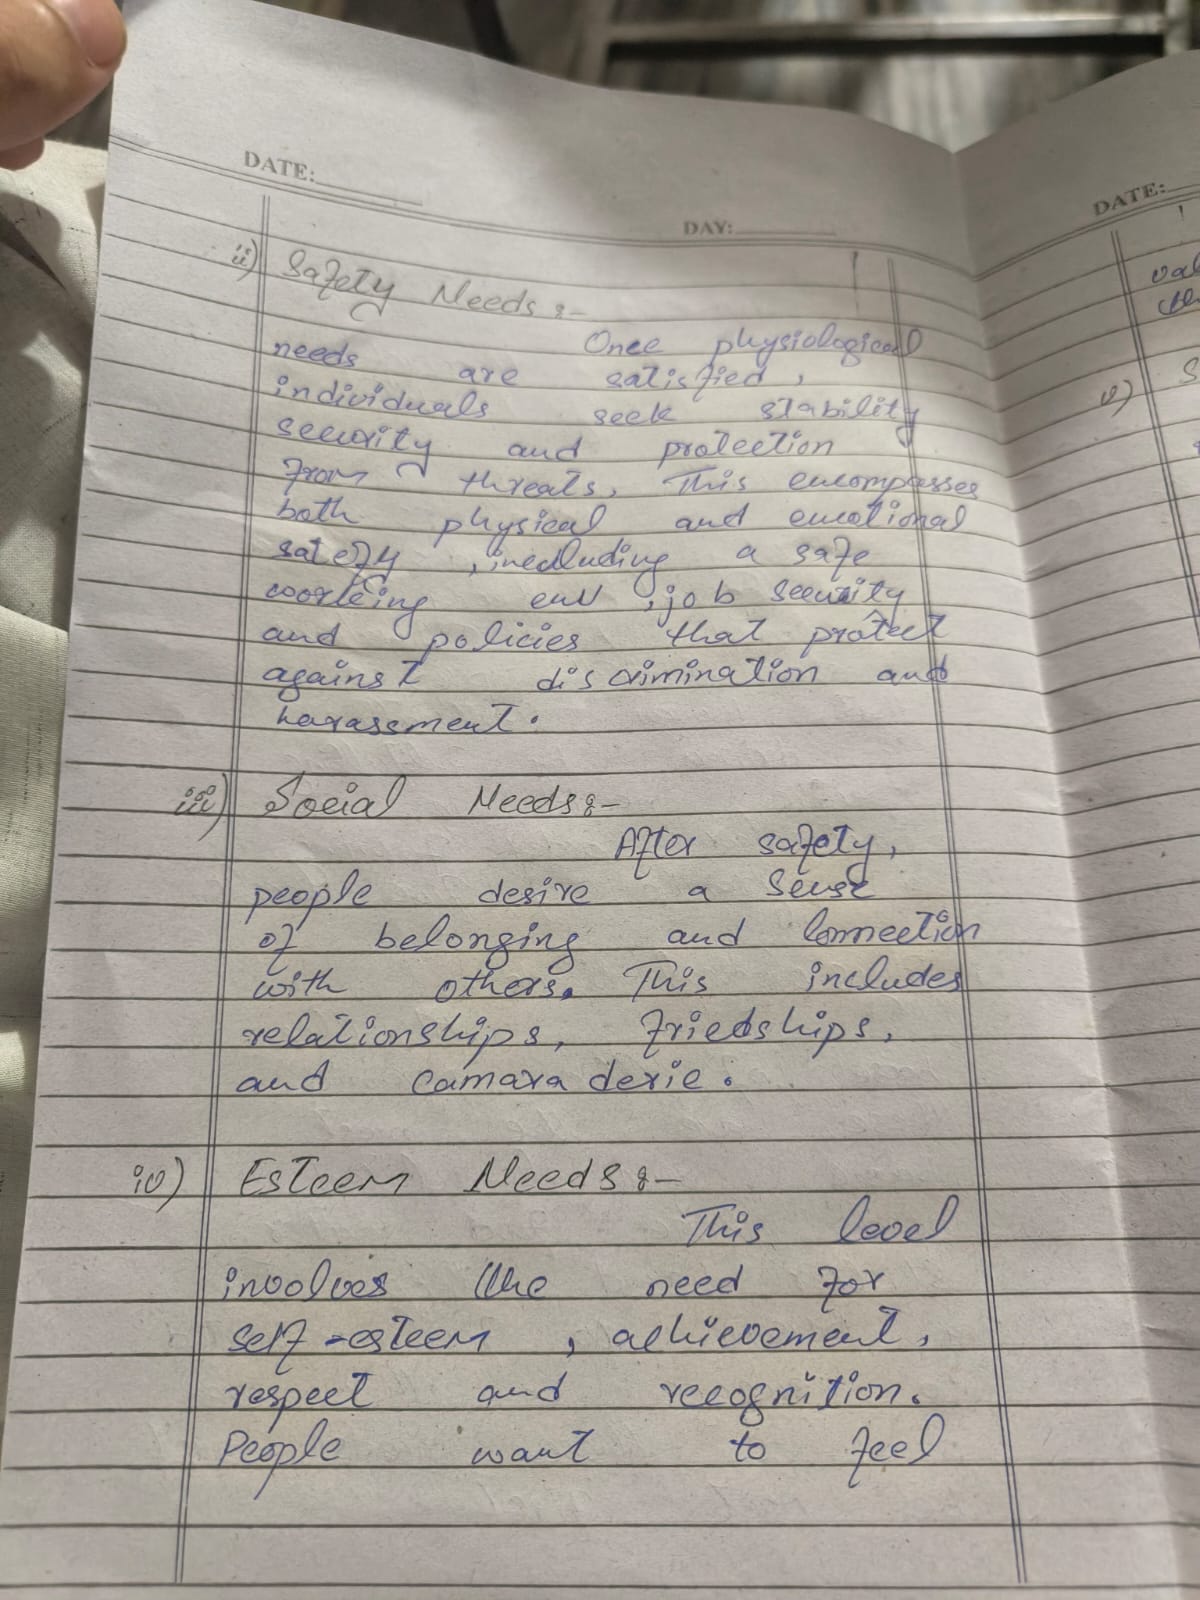 DATE:
DAY:
ii) Safety Needs :-
Once physiological
needs are satisfied,
individuals seek stability
security and protection
from threats, This encompasses
both physical and emotional
safety, including a safe
working env, job security
and policies that protect
against discrimination and
harassment.
iii) Social Needs :-
After safety,
people desire a sense
of belonging and connection
with others. This includes
relationships, friedships,
and camaraderie.
iv) Esteem Needs :-
This level
involves the need for
self-esteem, achievement,
respect and recognition.
People want to feel
DATE:
v)